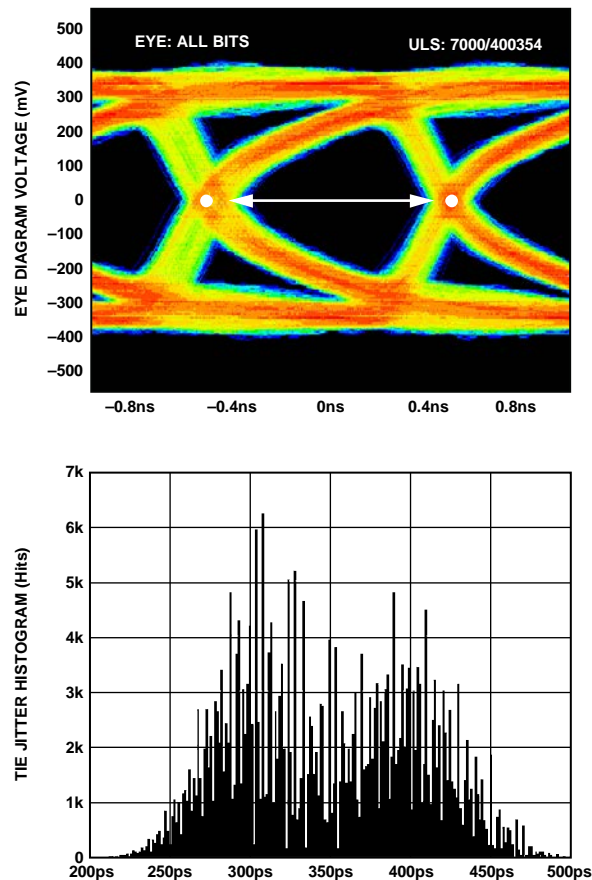 EYE: ALL BITS
ULS: 7000/400354
EYE DIAGRAM VOLTAGE (mV)
500
400
300
200
100
0
–100
–200
–300
–400
–500
–0.8ns –0.4ns 0ns 0.4ns 0.8ns
TIE JITTER HISTOGRAM (Hits)
7k
6k
5k
4k
3k
2k
1k
0
200ps 250ps 300ps 350ps 400ps 450ps 500ps